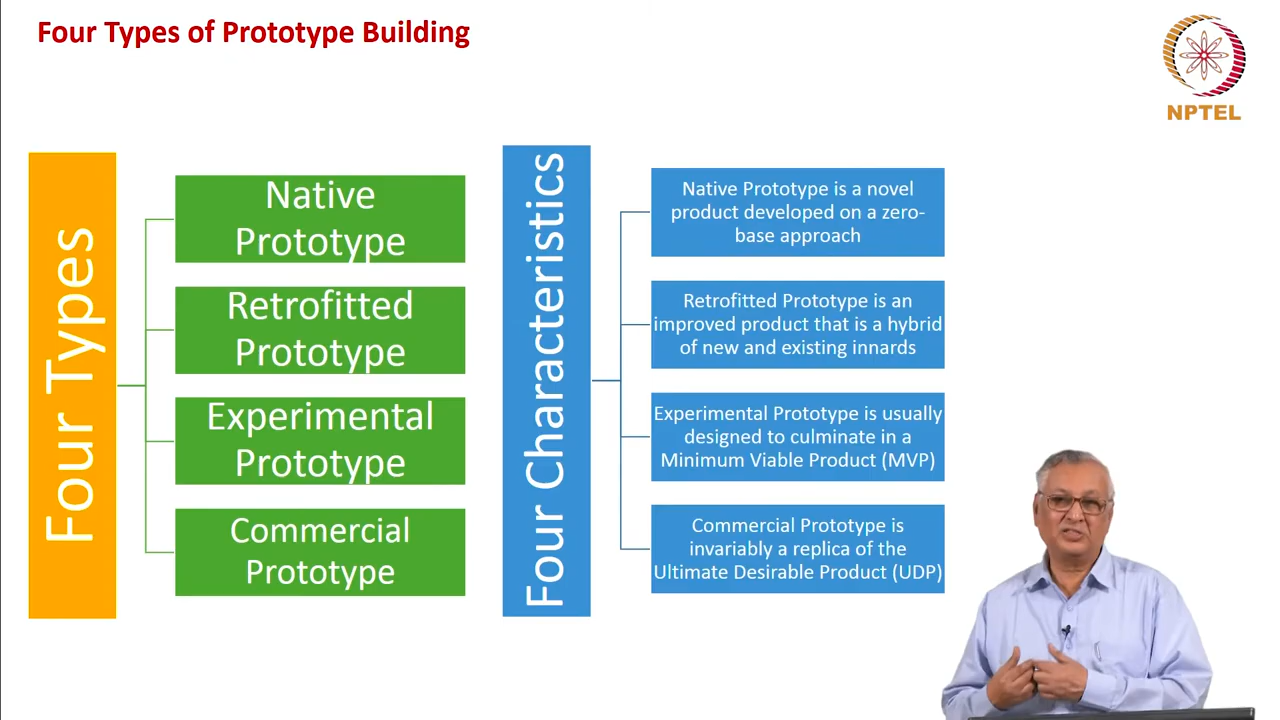 Four Types of Prototype Building
NPTEL
Four Types
Native
Prototype
Retrofitted
Prototype
Experimental
Prototype
Commercial
Prototype
Four Characteristics
Native Prototype is a novel
product developed on a zero-
base approach
Retrofitted Prototype is an
improved product that is a hybrid
of new and existing innards
Experimental Prototype is usually
designed to culminate in a
Minimum Viable Product (MVP)
Commercial Prototype is
invariably a replica of the
Ultimate Desirable Product (UDP)